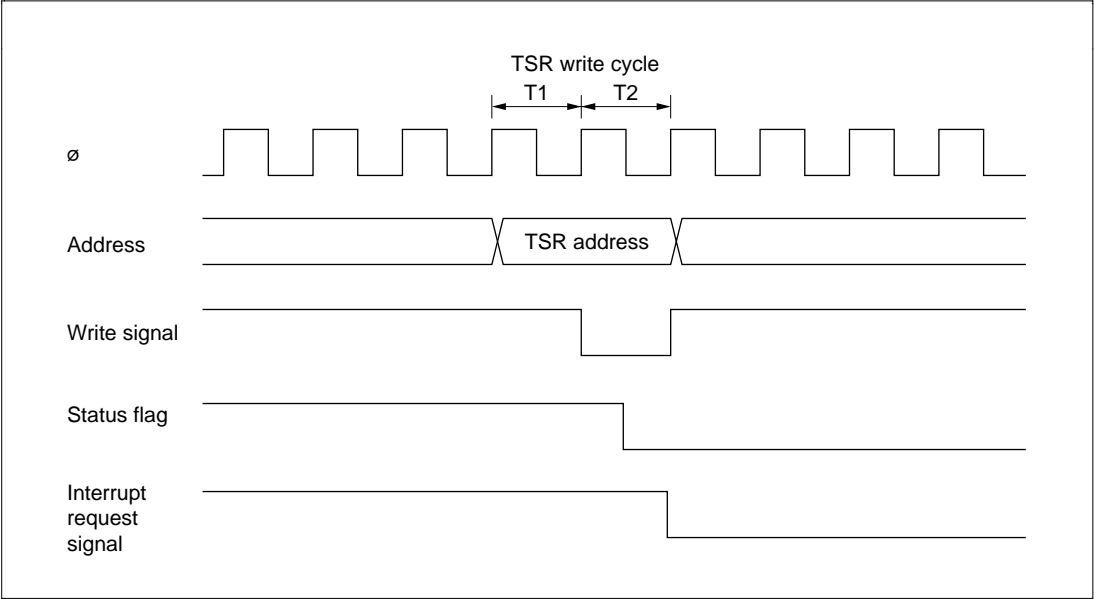 TSR write cycle
T1 T2
ø
Address
TSR address
Write signal
Status flag
Interrupt
request
signal